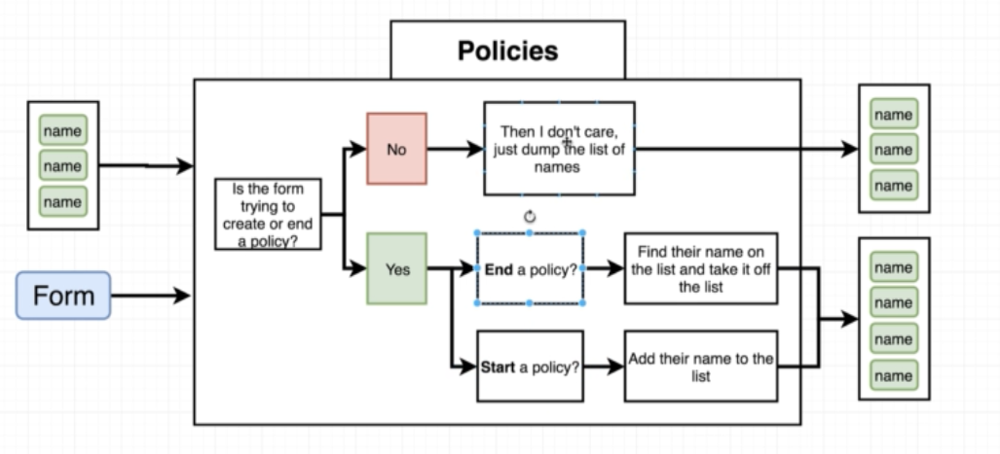 Policies
name
name
name
Form
Is the form
trying to
create or end
a policy?
No
Then I don't care,
just dump the list of
names
Yes
End a policy?
Find their name on
the list and take it off
the list
Start a policy?
Add their name to the
list
name
name
name
name
name
name
name